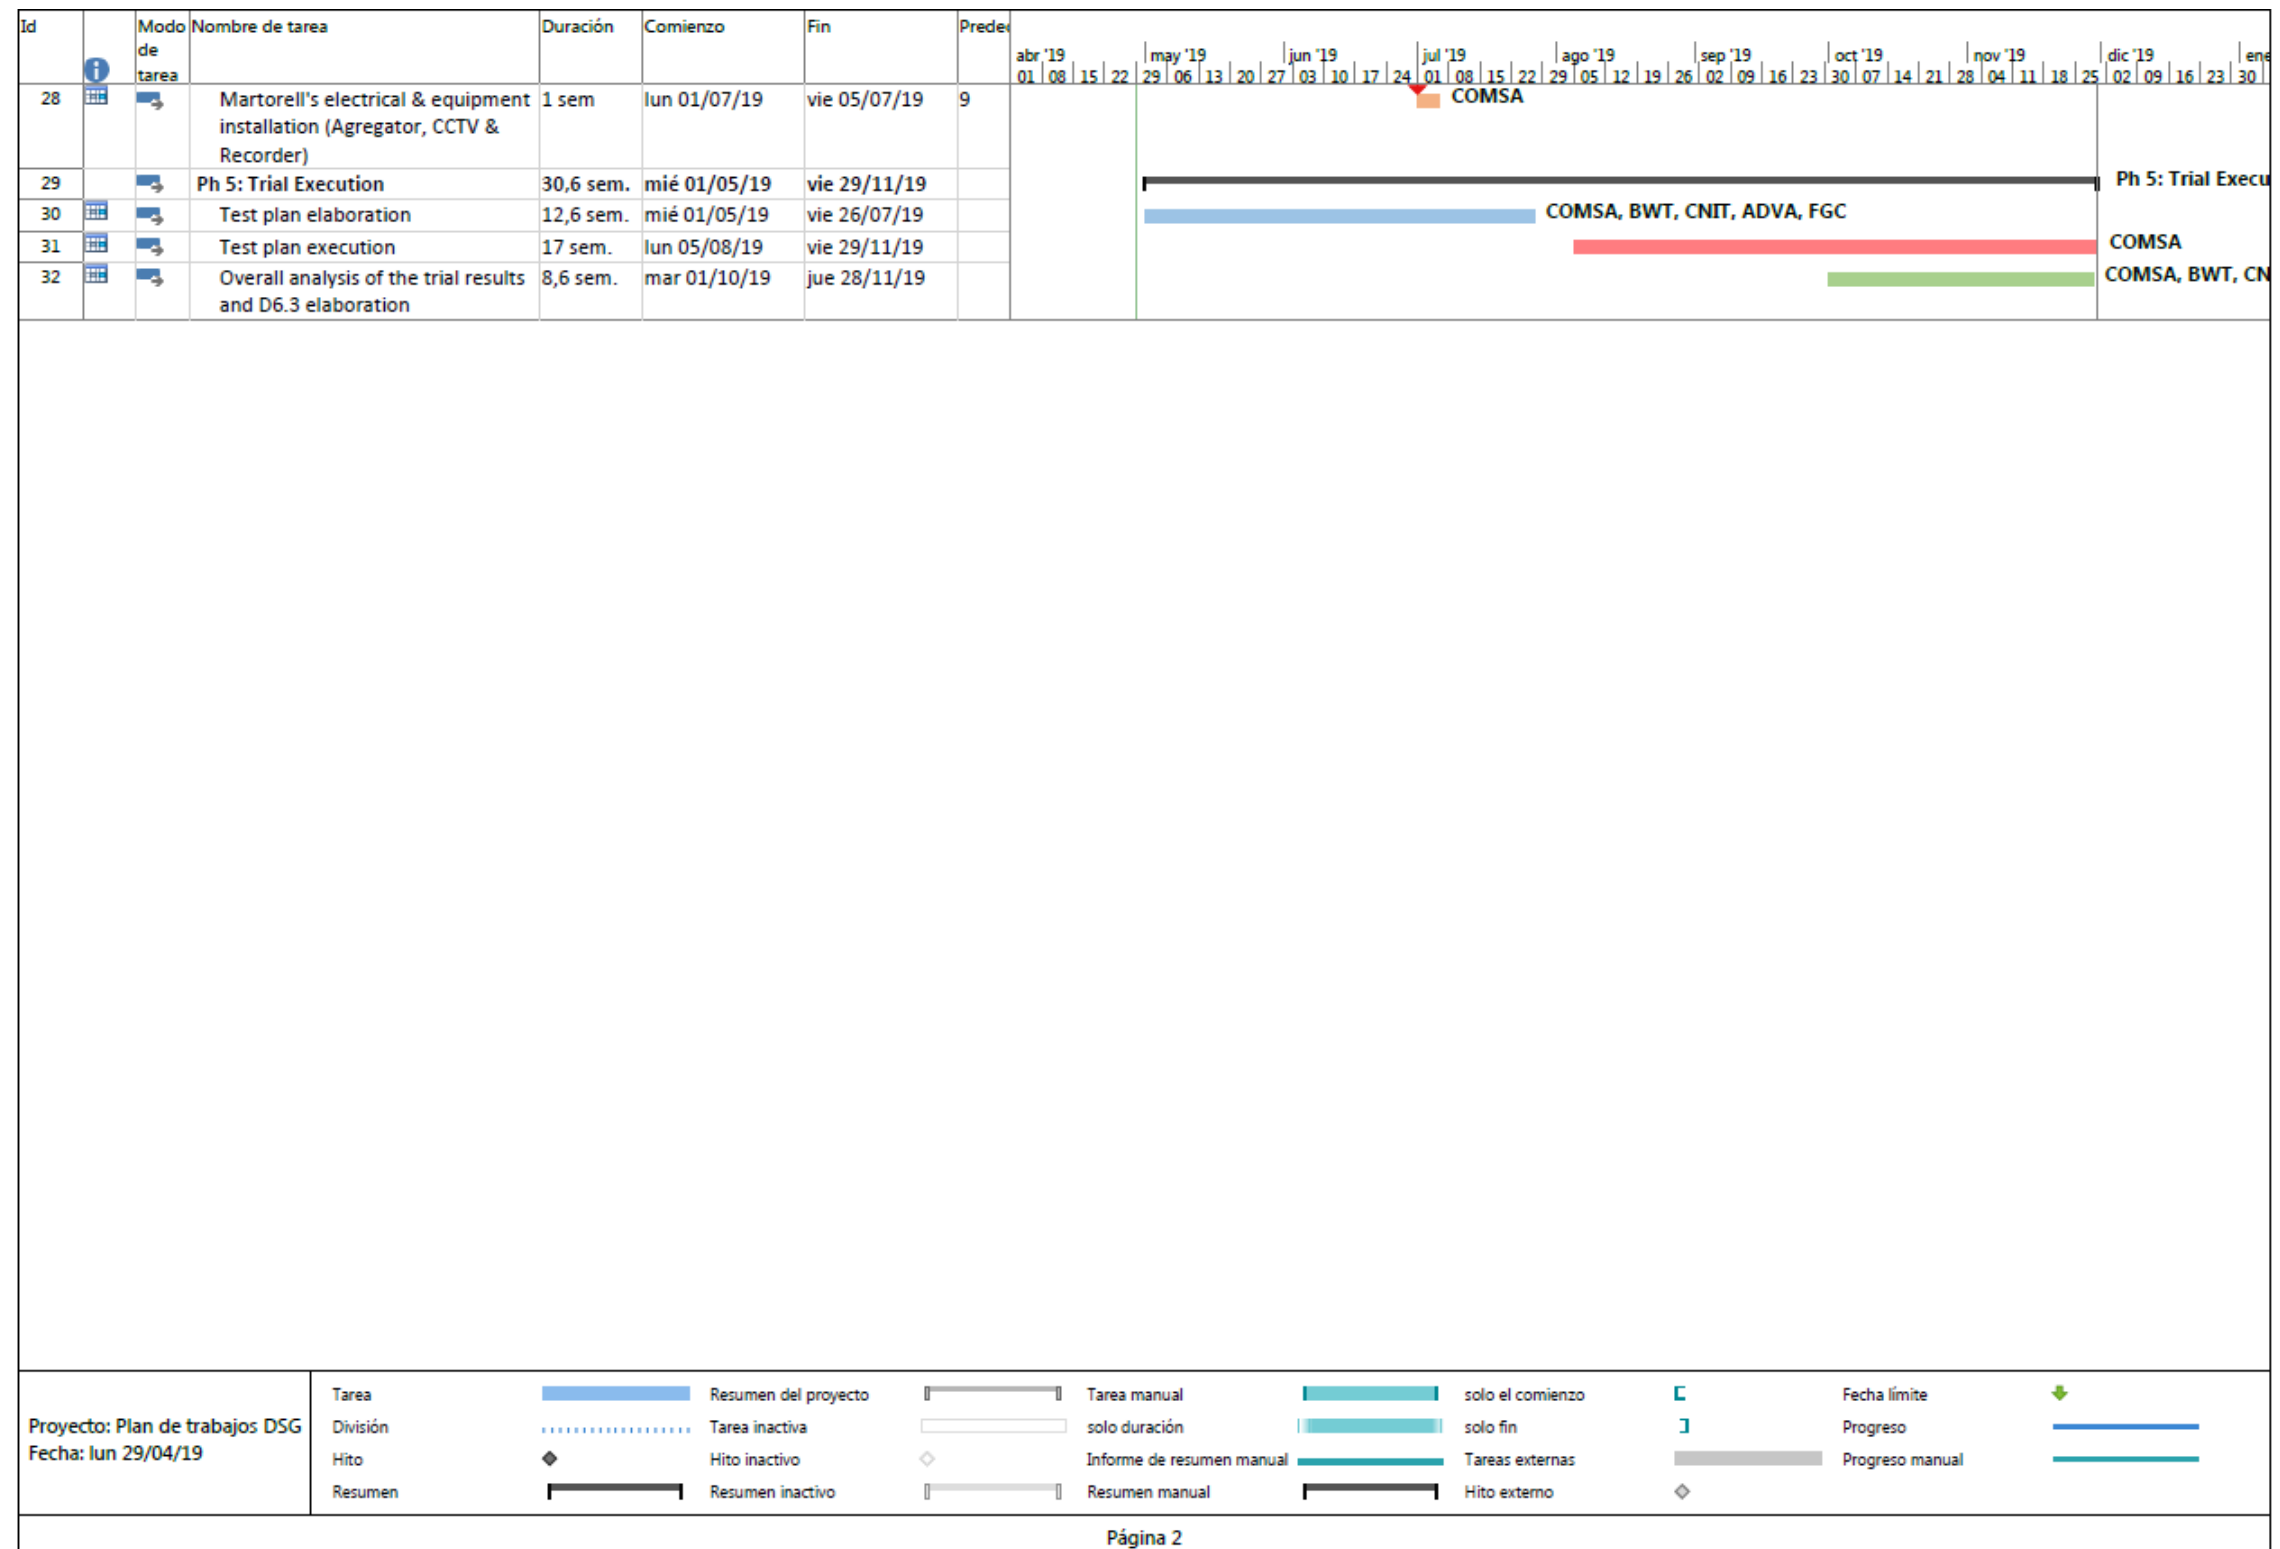 Id Modo de tarea Nombre de tarea Duración Comienzo Fin Predec
abr '19 may '19 jun '19 jul '19 ago '19 sep '19 oct '19 nov '19 dic '19 ene
01 08 15 22 29 06 13 20 27 03 10 17 24 01 08 15 22 29 05 12 19 26 02 09 16 23 30 07 14 21 28 04 11 18 25 02 09 16 23 30
28 Martorell's electrical & equipment 1 sem lun 01/07/19 vie 05/07/19 9 COMSA
installation (Agregator, CCTV &
Recorder)
29 Ph 5: Trial Execution 30,6 sem. mié 01/05/19 vie 29/11/19 Ph 5: Trial Execu
30 Test plan elaboration 12,6 sem. mié 01/05/19 vie 26/07/19 COMSA, BWT, CNIT, ADVA, FGC
31 Test plan execution 17 sem. lun 05/08/19 vie 29/11/19 COMSA
32 Overall analysis of the trial results 8,6 sem. mar 01/10/19 jue 28/11/19 COMSA, BWT, CN
and D6.3 elaboration
Proyecto: Plan de trabajos DSG
Fecha: lun 29/04/19
Tarea Resumen del proyecto Tarea manual solo el comienzo Fecha límite
División Tarea inactiva solo duración solo fin Progreso
Hito Hito inactivo Informe de resumen manual Tareas externas Progreso manual
Resumen Resumen inactivo Resumen manual Hito externo
Página 2